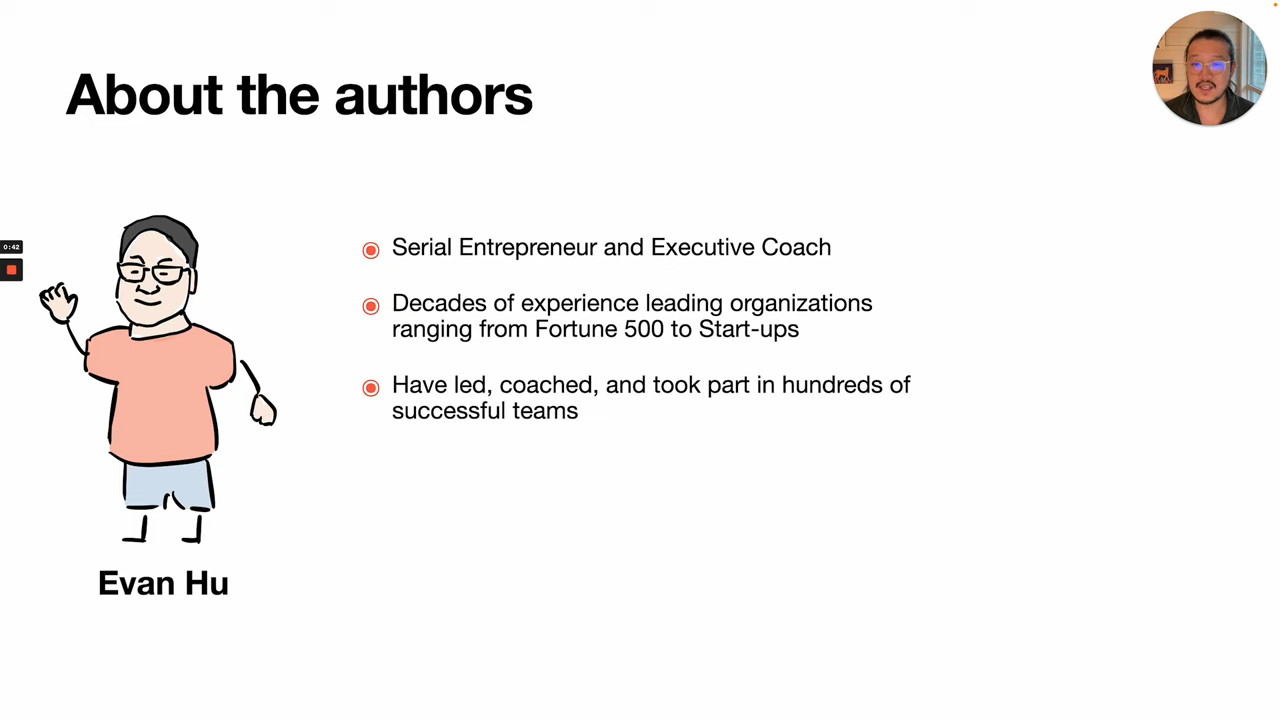 About the authors
0:42
Serial Entrepreneur and Executive Coach
Decades of experience leading organizations
ranging from Fortune 500 to Start-ups
Have led, coached, and took part in hundreds of
successful teams
Evan Hu